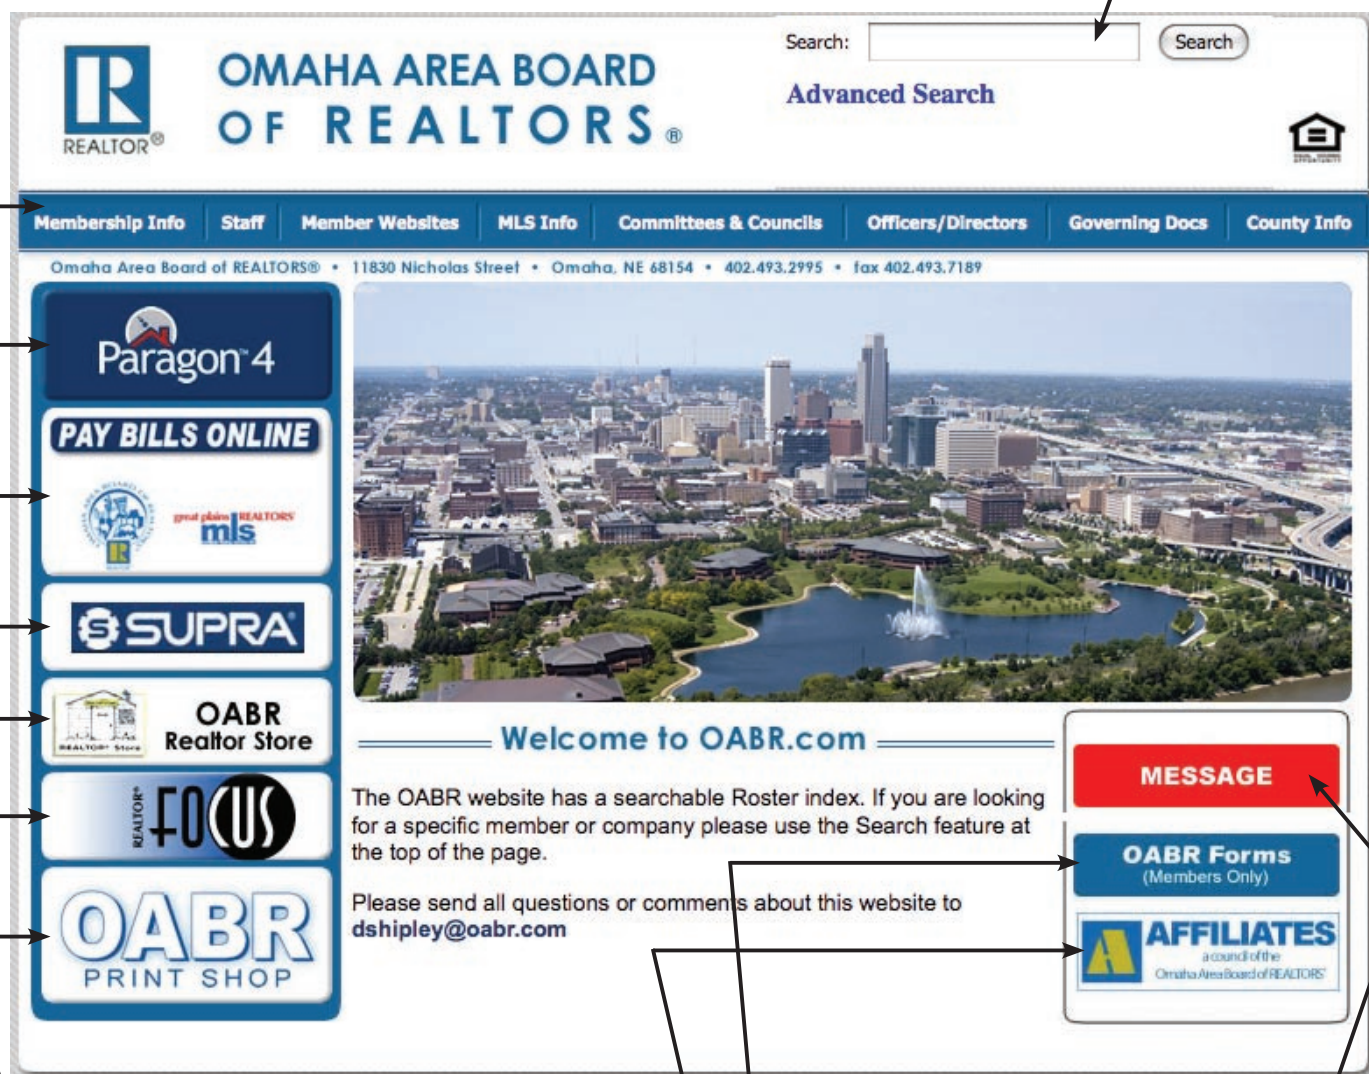 Search:
Search
Advanced Search
REALTOR®
OMAHA AREA BOARD
OF REALTORS®
EQUAL HOUSING
OPPORTUNITY
Membership Info
Staff
Member Websites
MLS Info
Committees & Councils
Officers/Directors
Governing Docs
County Info
Omaha Area Board of REALTORS® • 11830 Nicholas Street • Omaha, NE 68154 • 402.493.2995 • fax 402.493.7189
Paragon™ 4
PAY BILLS ONLINE
great plains REALTORS®
mls
SUPRA®
REALTOR® Store
OABR
Realtor Store
REALTOR®
FOCUS
OABR
PRINT SHOP
Welcome to OABR.com
The OABR website has a searchable Roster index. If you are looking
for a specific member or company please use the Search feature at
the top of the page.
Please send all questions or comments about this website to
dshipley@oabr.com
MESSAGE
OABR Forms
(Members Only)
AFFILIATES
a council of the
Omaha Area Board of REALTORS®